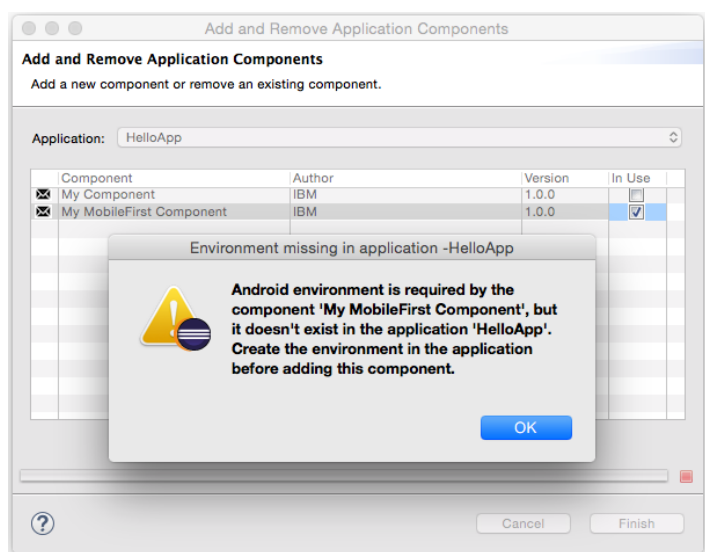 Add and Remove Application Components
Add and Remove Application Components
Add a new component or remove an existing component.
Application: HelloApp
Component Author Version In Use
My Component IBM 1.0.0
My MobileFirst Component IBM 1.0.0
Environment missing in application -HelloApp
Android environment is required by the
component 'My MobileFirst Component', but
it doesn't exist in the application 'HelloApp'.
Create the environment in the application
before adding this component.
OK
?
Cancel Finish